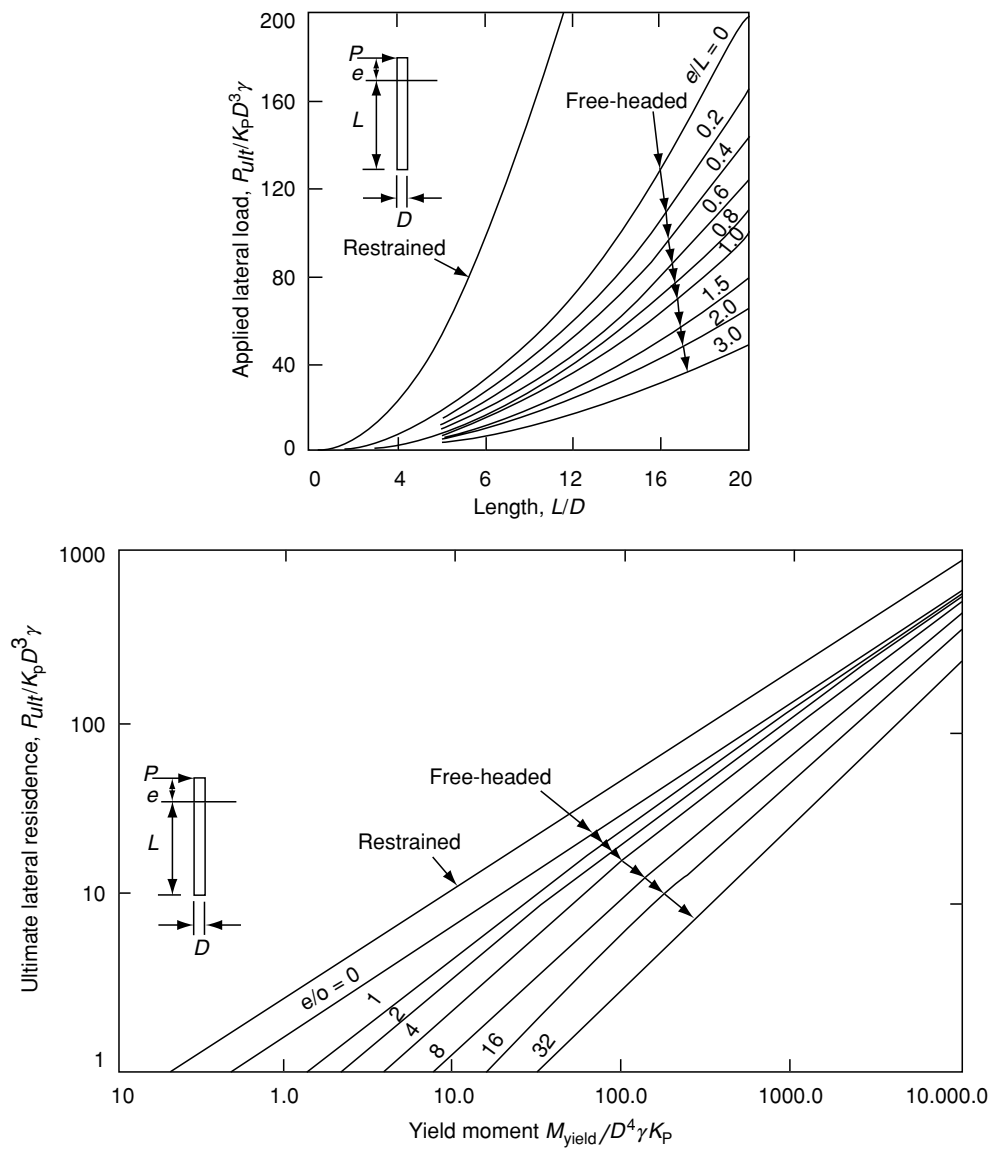 200
160
120
80
40
0
Applied lateral load, Pult/KPD³γ
P
e
L
D
Restrained
Free-headed
e/L = 0
0.2
0.4
0.6
0.8
1.0
1.5
2.0
3.0
0 4 6 12 16 20
Length, L/D
1000
100
10
1
Ultimate lateral resisdence, Pult/KpD³γ
P
e
L
D
Free-headed
Restrained
e/o = 0
1
2
4
8
16
32
10 1.0 10.0 100.0 1000.0 10.000.0
Yield moment Myield/D⁴γKP